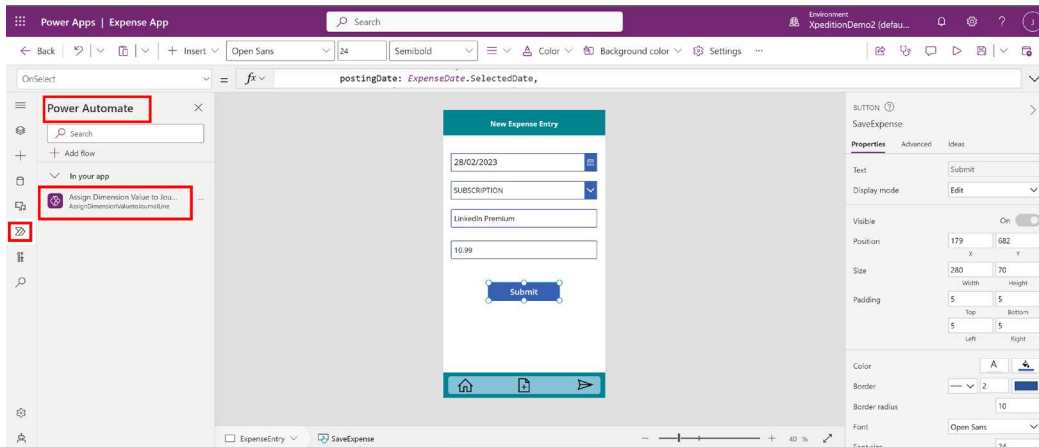 Power Apps | Expense App
Search
Environment
XpeditionDemo2 (defau...
J
Back
Insert
Open Sans
24
Semibold
Color
Background color
Settings
OnSelect
= fx
postingDate: ExpenseDate.SelectedDate,
Power Automate
Search
Add flow
In your app
Assign Dimension Value to Jou...
AssignDimensionValuetoJournalLine
New Expense Entry
28/02/2023
SUBSCRIPTION
LinkedIn Premium
10.99
Submit
BUTTON
SaveExpense
Properties Advanced Ideas
Text Submit
Display mode Edit
Visible On
Position 179 682
X Y
Size 280 70
Width Height
Padding 5 5
Top Bottom
5 5
Left Right
Color A
Border 2
Border radius 10
Font Open Sans
Font size 24
ExpenseEntry SaveExpense
40 %